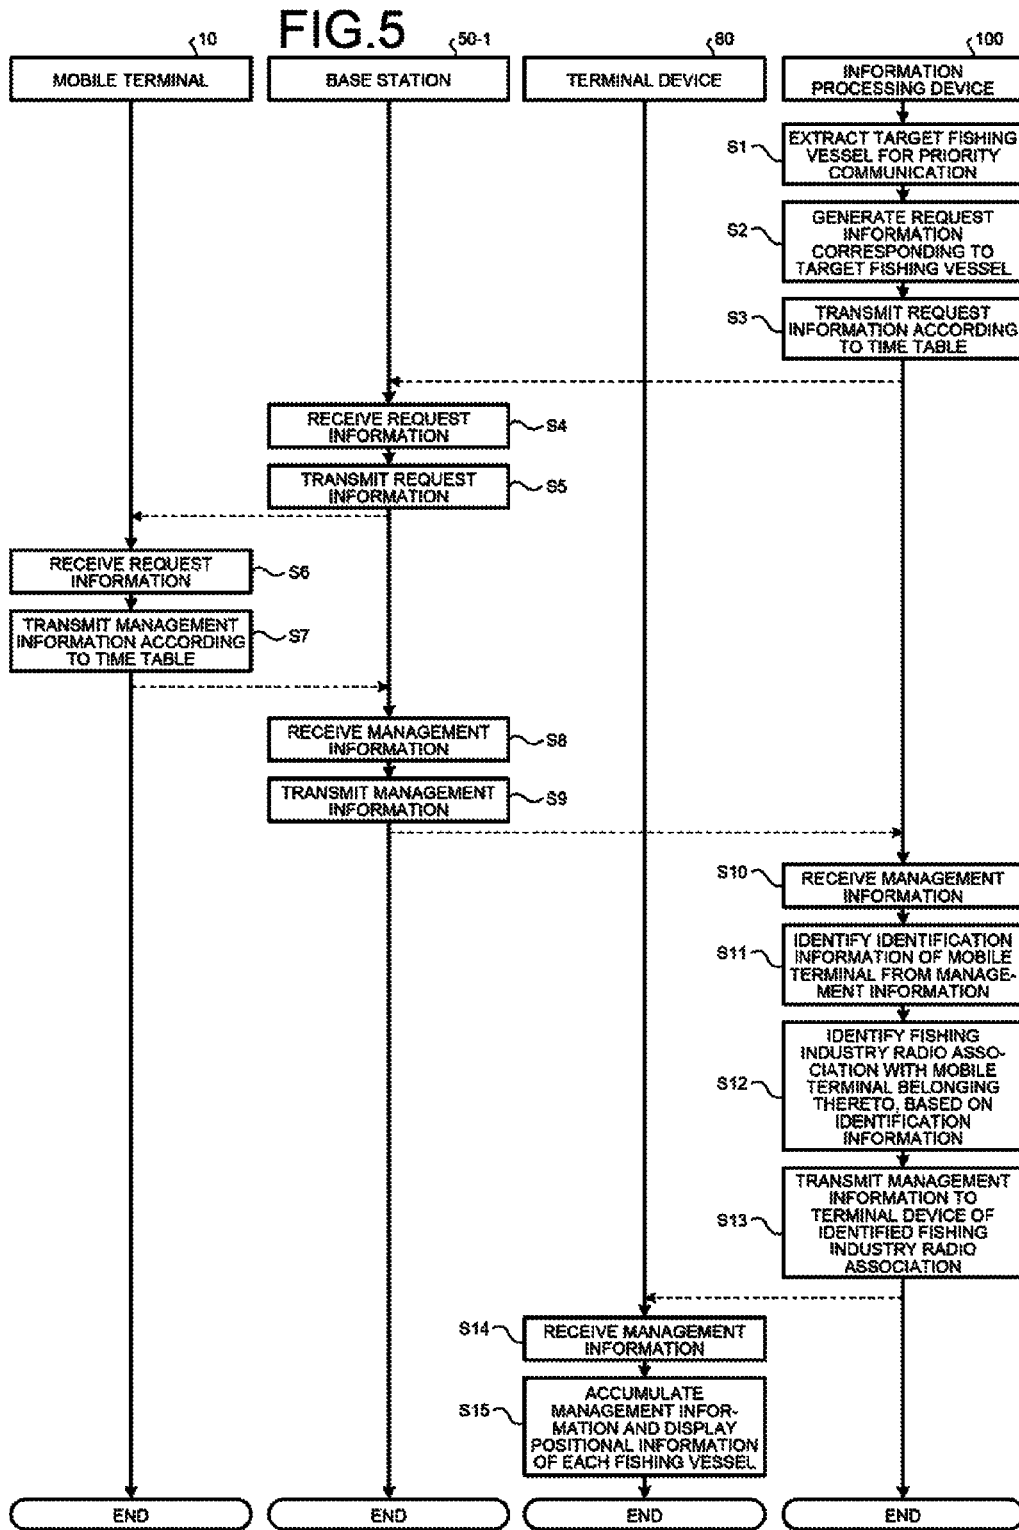 FIG.5
10
50-1
80
100
MOBILE TERMINAL
BASE STATION
TERMINAL DEVICE
INFORMATION
PROCESSING DEVICE
S1
EXTRACT TARGET FISHING
VESSEL FOR PRIORITY
COMMUNICATION
S2
GENERATE REQUEST
INFORMATION
CORRESPONDING TO
TARGET FISHING VESSEL
S3
TRANSMIT REQUEST
INFORMATION ACCORDING
TO TIME TABLE
RECEIVE REQUEST
INFORMATION
S4
TRANSMIT REQUEST
INFORMATION
S5
RECEIVE REQUEST
INFORMATION
S6
TRANSMIT MANAGEMENT
INFORMATION ACCORDING
TO TIME TABLE
S7
RECEIVE MANAGEMENT
INFORMATION
S8
TRANSMIT MANAGEMENT
INFORMATION
S9
S10
RECEIVE MANAGEMENT
INFORMATION
S11
IDENTIFY IDENTIFICATION
INFORMATION OF MOBILE
TERMINAL FROM MANAGE-
MENT INFORMATION
S12
IDENTIFY FISHING
INDUSTRY RADIO ASSO-
CIATION WITH MOBILE
TERMINAL BELONGING
THERETO, BASED ON
IDENTIFICATION
INFORMATION
S13
TRANSMIT MANAGEMENT
INFORMATION TO
TERMINAL DEVICE OF
IDENTIFIED FISHING
INDUSTRY RADIO
ASSOCIATION
S14
RECEIVE MANAGEMENT
INFORMATION
S15
ACCUMULATE
MANAGEMENT INFOR-
MATION AND DISPLAY
POSITIONAL INFORMATION
OF EACH FISHING VESSEL
END
END
END
END